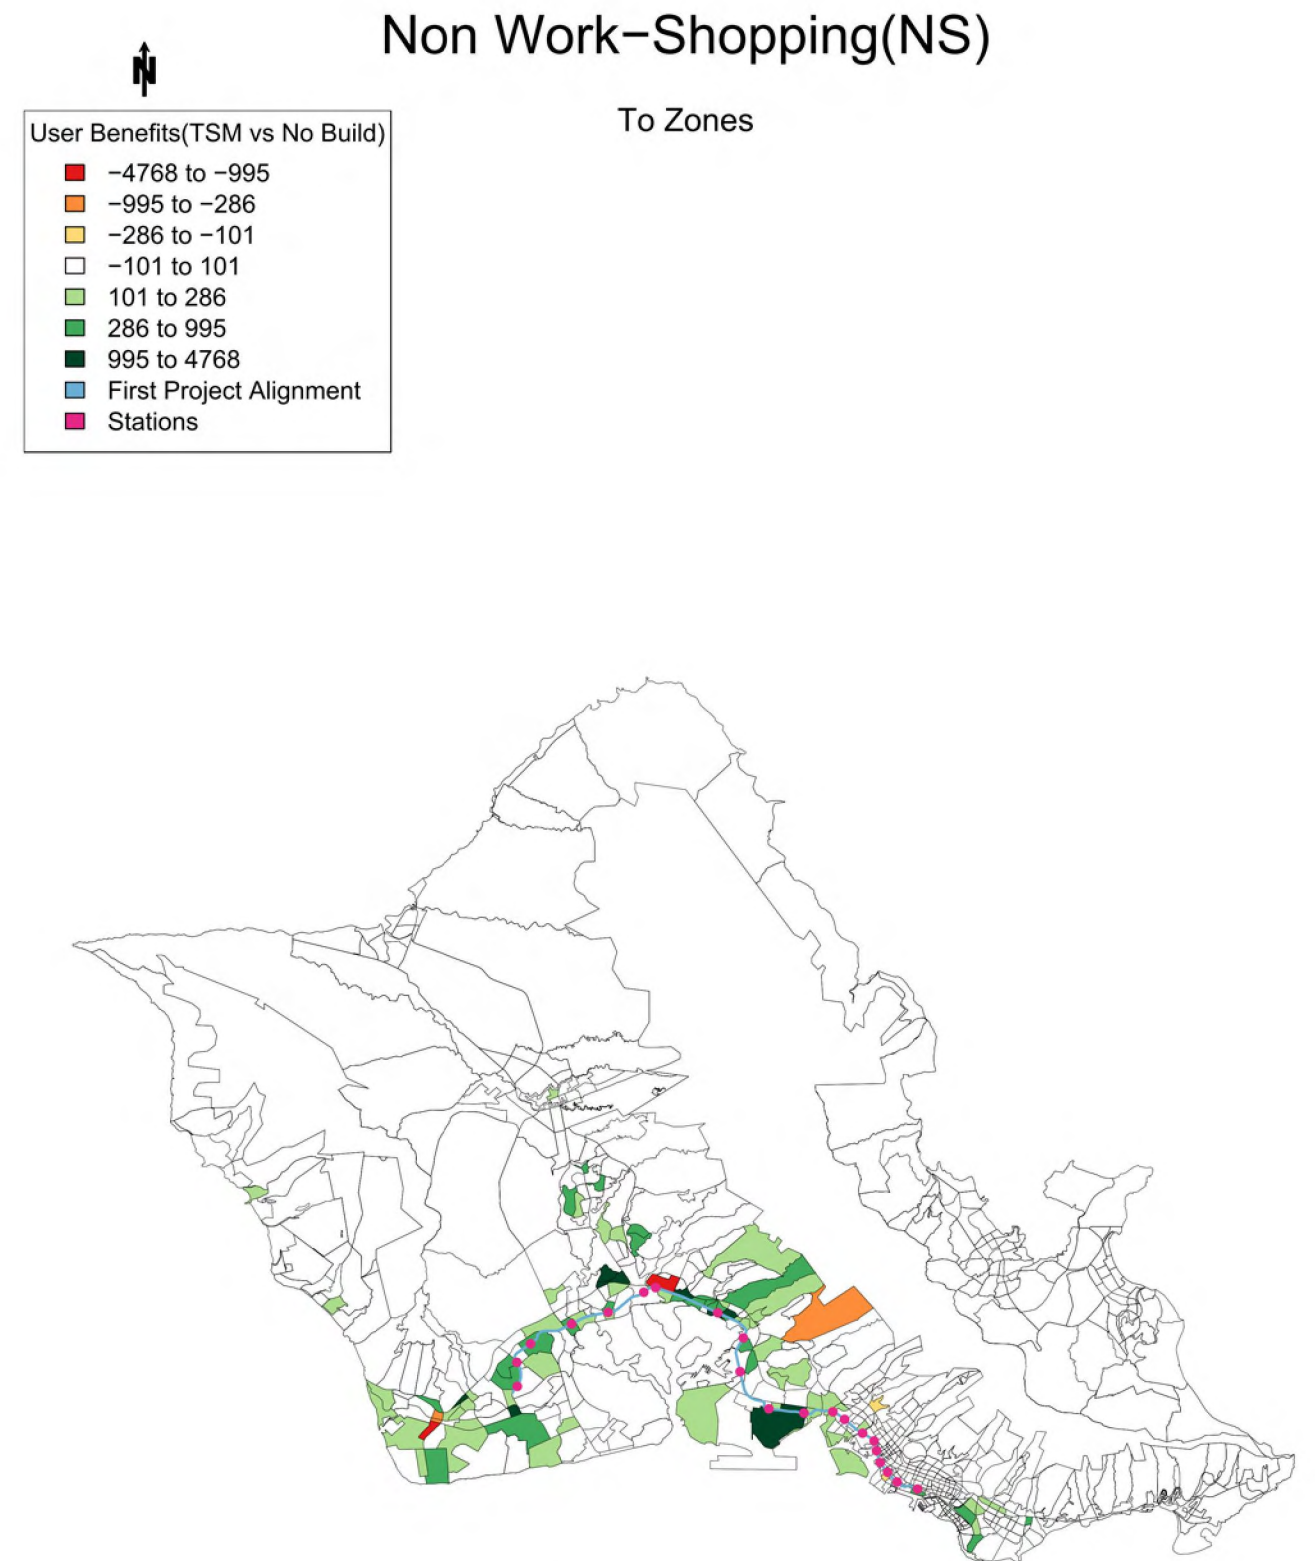 Non Work−Shopping(NS)
N
To Zones
User Benefits(TSM vs No Build)
−4768 to −995
−995 to −286
−286 to −101
−101 to 101
101 to 286
286 to 995
995 to 4768
First Project Alignment
Stations